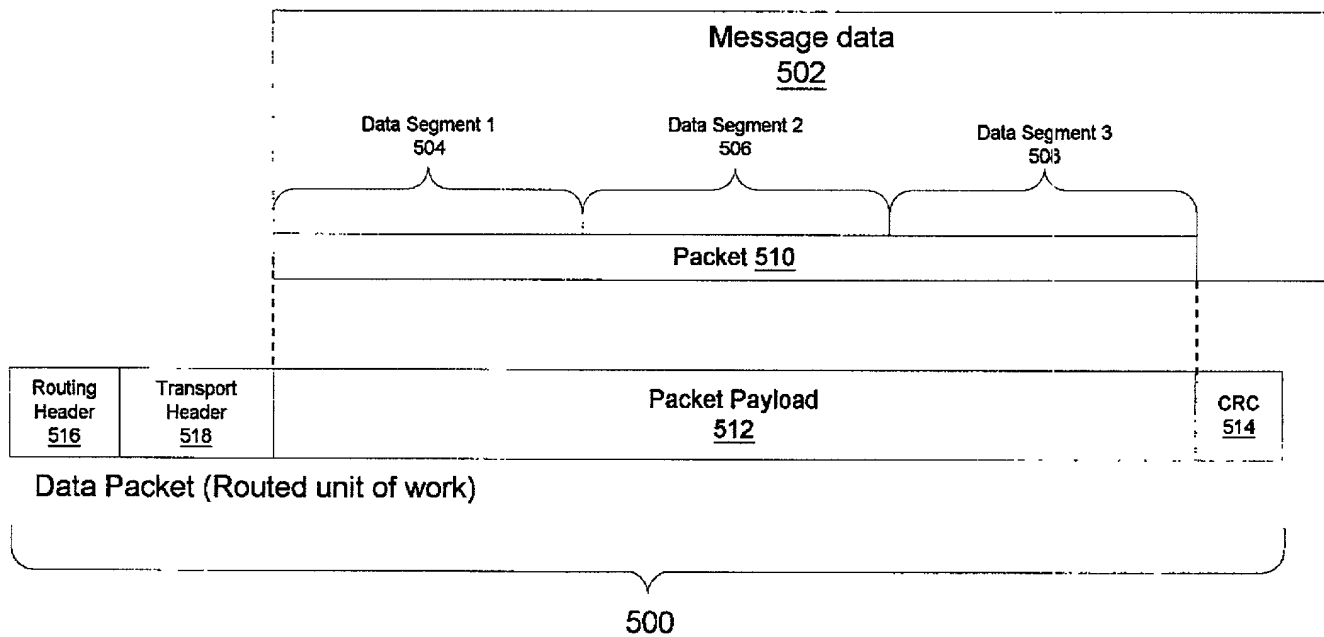 Message data
502
Data Segment 1
504
Data Segment 2
506
Data Segment 3
508
Packet 510
Routing
Header
516
Transport
Header
518
Packet Payload
512
CRC
514
Data Packet (Routed unit of work)
500